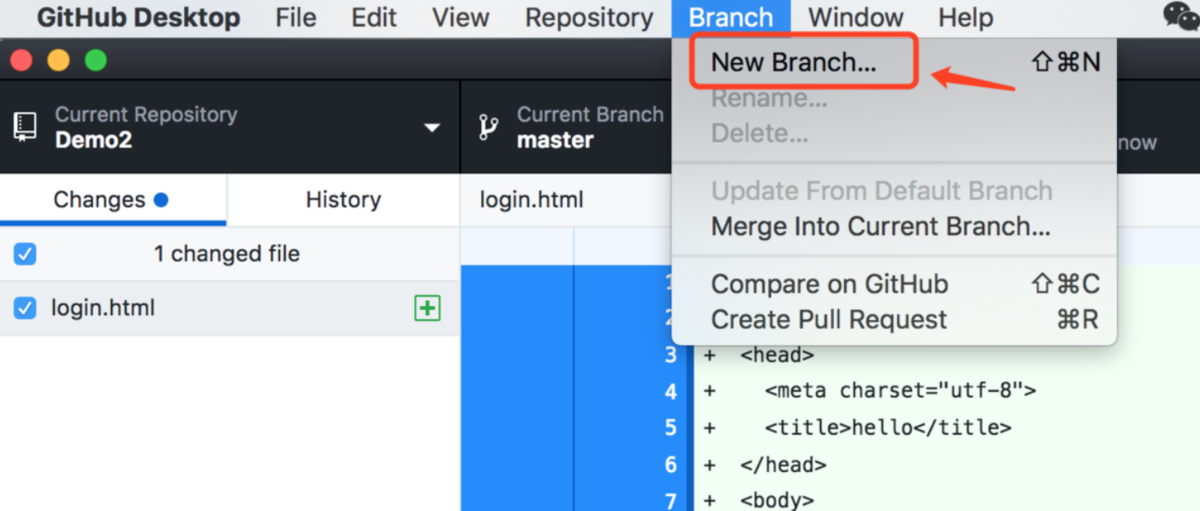 GitHub Desktop File Edit View Repository Branch Window Help
New Branch... ⇧⌘N
Rename...
Delete...
Update From Default Branch
Merge Into Current Branch...
Compare on GitHub ⇧⌘C
Create Pull Request ⌘R
Current Repository
Demo2
Current Branch
master
now
Changes History
1 changed file
login.html
login.html
1
2
3 + <head>
4 + <meta charset="utf-8">
5 + <title>hello</title>
6 + </head>
7 + <body>